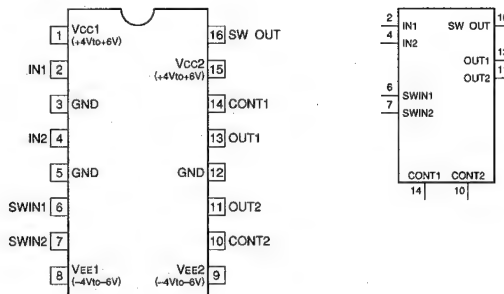 1 VCC1 (+4Vto+6V)
IN1 2
3 GND
IN2 4
5 GND
SWIN1 6
SWIN2 7
8 VEE1 (–4Vto–6V)
16 SW OUT
VCC2 (+4Vto+6V) 15
14 CONT1
13 OUT1
GND 12
11 OUT2
10 CONT2
VEE2 (–4Vto–6V) 9
2 IN1
4 IN2
6 SWIN1
7 SWIN2
SW OUT
OUT1
OUT2
CONT1 CONT2
14 10